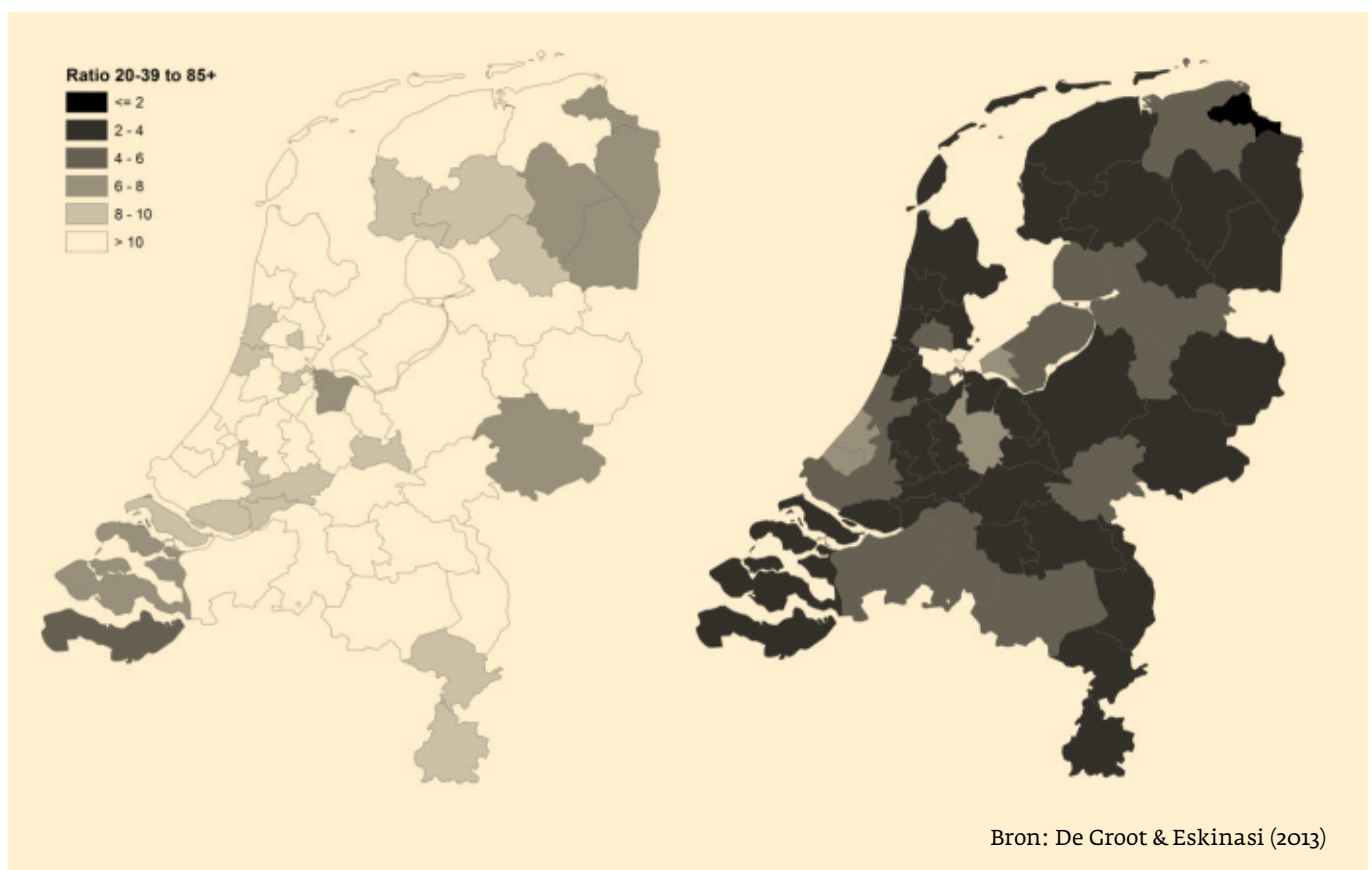 Ratio 20-39 to 85+
<= 2
2 - 4
4 - 6
6 - 8
8 - 10
> 10
Bron: De Groot & Eskinasi (2013)